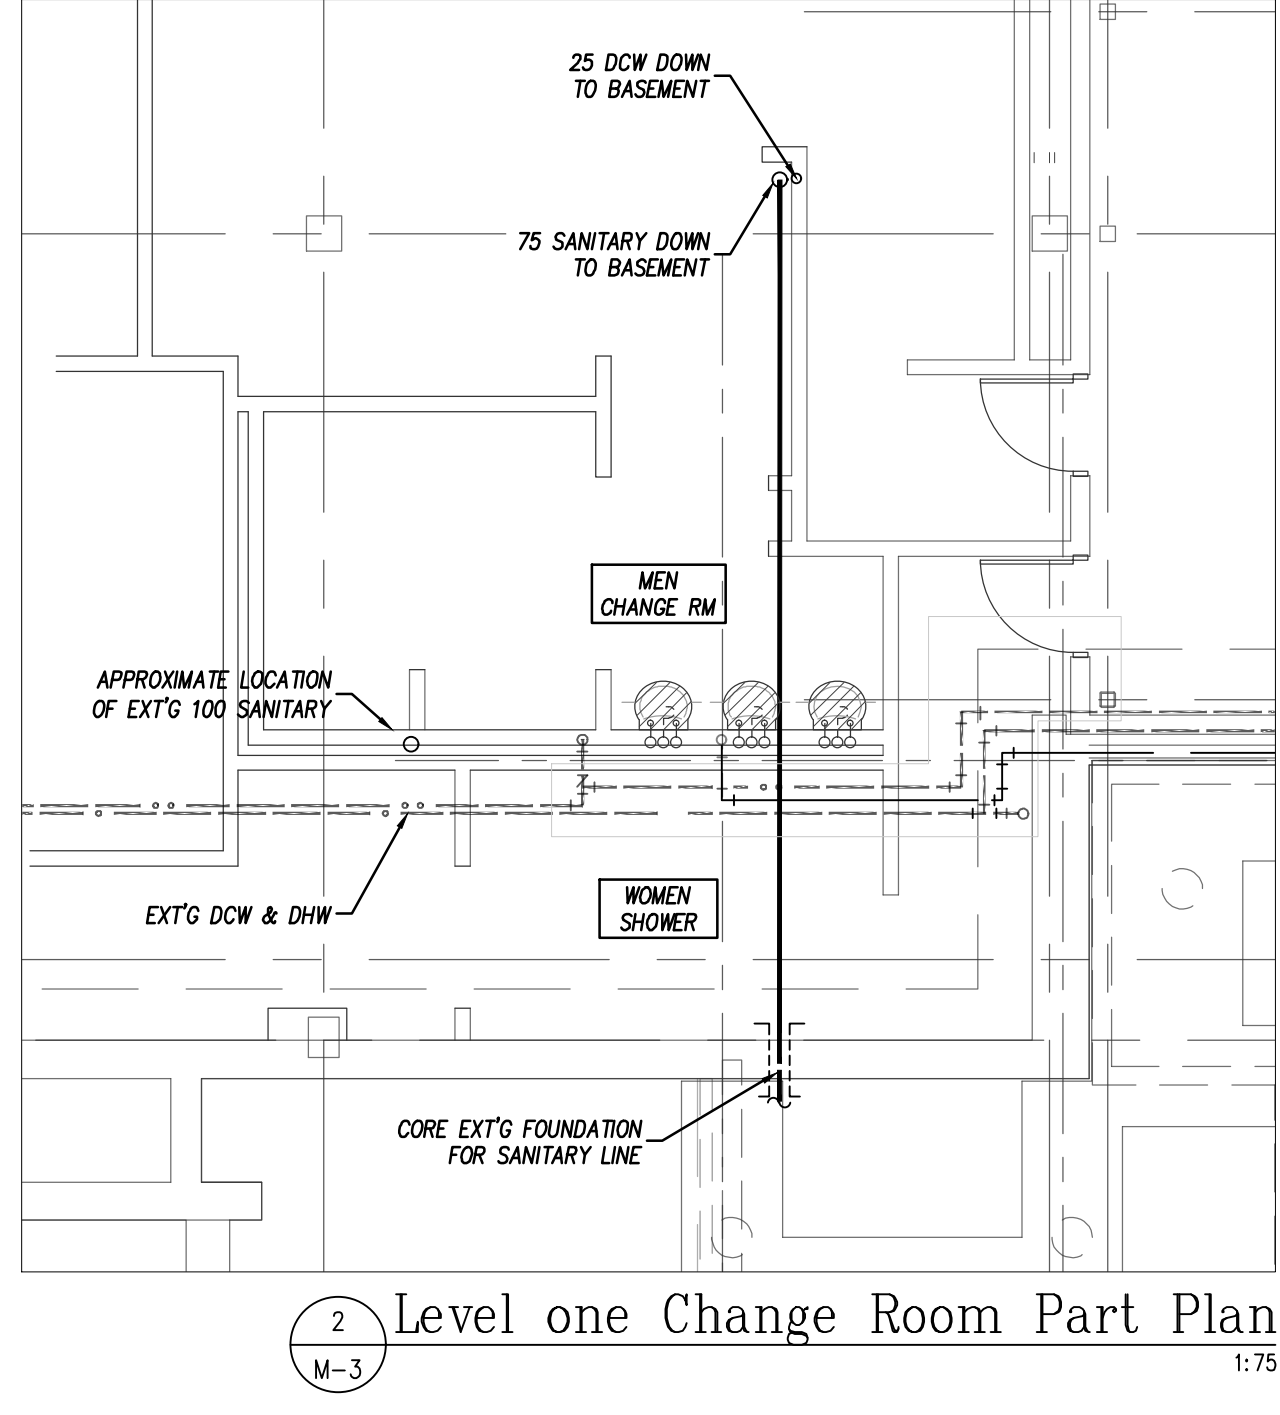 25 DCW DOWN
TO BASEMENT
75 SANITARY DOWN
TO BASEMENT
MEN
CHANGE RM
APPROXIMATE LOCATION
OF EXT'G 100 SANITARY
EXT'G DCW & DHW
WOMEN
SHOWER
CORE EXT'G FOUNDATION
FOR SANITARY LINE
2
M-3
Level one Change Room Part Plan
1:75